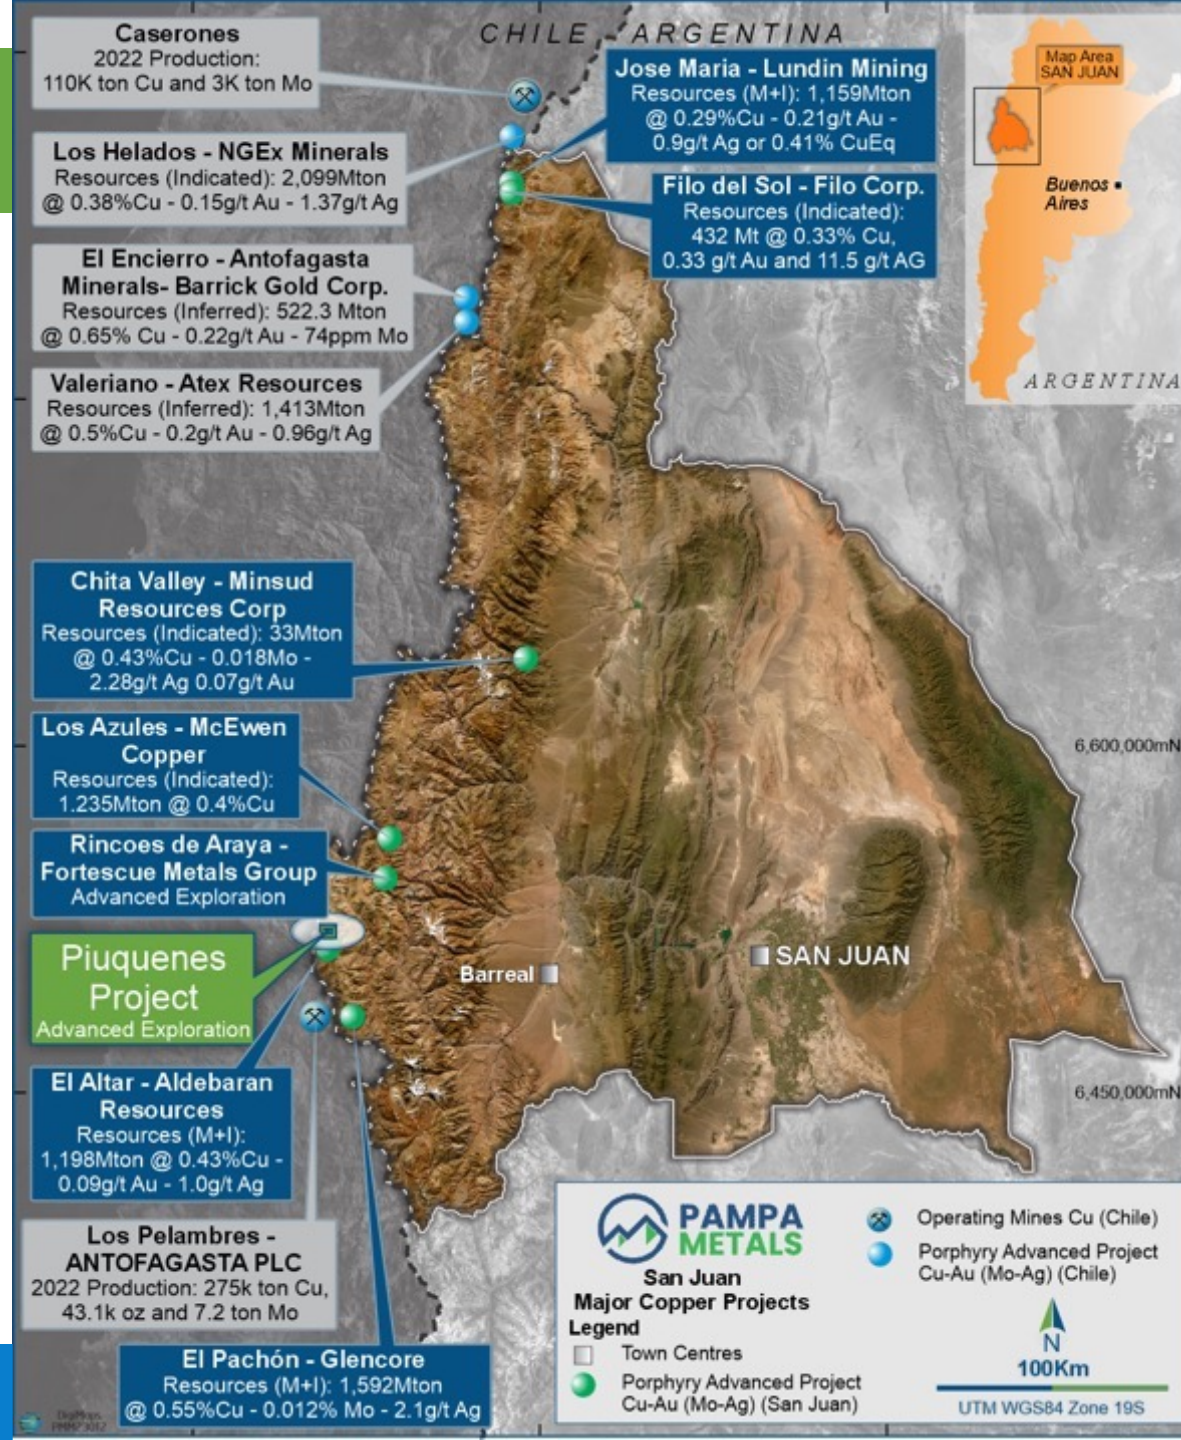 CHILE
ARGENTINA
Caserones
2022 Production:
110K ton Cu and 3K ton Mo
Jose Maria - Lundin Mining
Resources (M+I): 1,159Mton
@ 0.29%Cu - 0.21g/t Au -
0.9g/t Ag or 0.41% CuEq
Map Area
SAN JUAN
Buenos
Aires
ARGENTINA
Los Helados - NGEx Minerals
Resources (Indicated): 2,099Mton
@ 0.38%Cu - 0.15g/t Au - 1.37g/t Ag
Filo del Sol - Filo Corp.
Resources (Indicated):
432 Mt @ 0.33% Cu,
0.33 g/t Au and 11.5 g/t AG
El Encierro - Antofagasta
Minerals- Barrick Gold Corp.
Resources (Inferred): 522.3 Mton
@ 0.65% Cu - 0.22g/t Au - 74ppm Mo
Valeriano - Atex Resources
Resources (Inferred): 1,413Mton
@ 0.5%Cu - 0.2g/t Au - 0.96g/t Ag
Chita Valley - Minsud
Resources Corp
Resources (Indicated): 33Mton
@ 0.43%Cu - 0.018Mo -
2.28g/t Ag 0.07g/t Au
Los Azules - McEwen
Copper
Resources (Indicated):
1.235Mton @ 0.4%Cu
6,600,000mN
Rincoes de Araya -
Fortescue Metals Group
Advanced Exploration
Piuquenes
Project
Advanced Exploration
Barreal
SAN JUAN
El Altar - Aldebaran
Resources
Resources (M+I):
1,198Mton @ 0.43%Cu -
0.09g/t Au - 1.0g/t Ag
6,450,000mN
Los Pelambres -
ANTOFAGASTA PLC
2022 Production: 275k ton Cu,
43.1k oz and 7.2 ton Mo
El Pachón - Glencore
Resources (M+I): 1,592Mton
@ 0.55%Cu - 0.012% Mo - 2.1g/t Ag
PAMPA
METALS
San Juan
Major Copper Projects
Legend
Town Centres
Porphyry Advanced Project
Cu-Au (Mo-Ag) (San Juan)
Operating Mines Cu (Chile)
Porphyry Advanced Project
Cu-Au (Mo-Ag) (Chile)
N
100Km
UTM WGS84 Zone 19S
DigiMaps